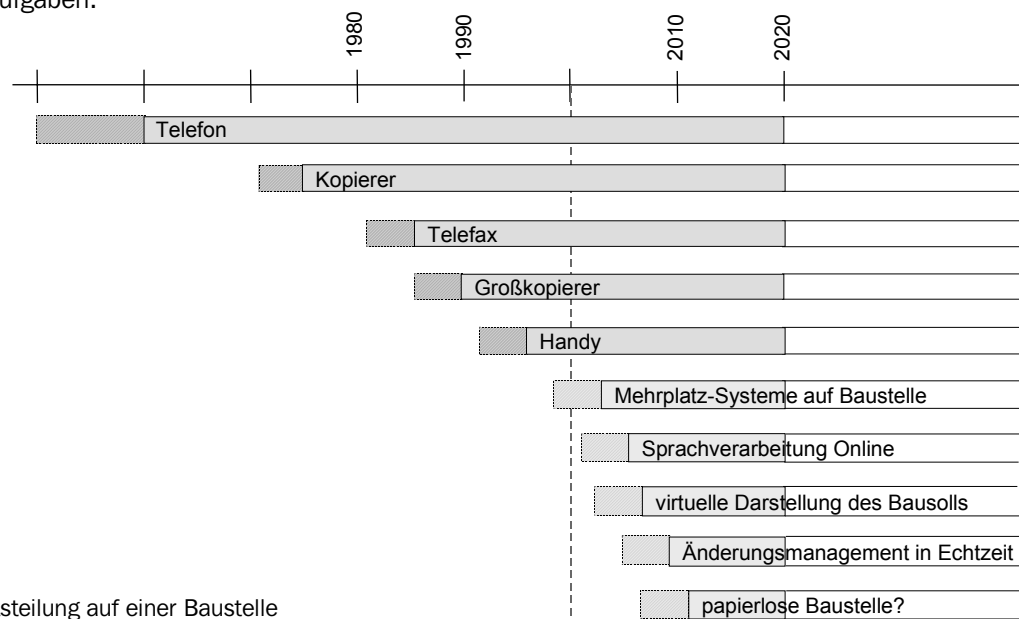 ufgaben.
1980 1990 2010 2020
Telefon
Kopierer
Telefax
Großkopierer
Handy
Mehrplatz-Systeme auf Baustelle
Sprachverarbeitung Online
virtuelle Darstellung des Bausolls
Änderungsmanagement in Echtzeit
papierlose Baustelle?
steilung auf einer Baustelle